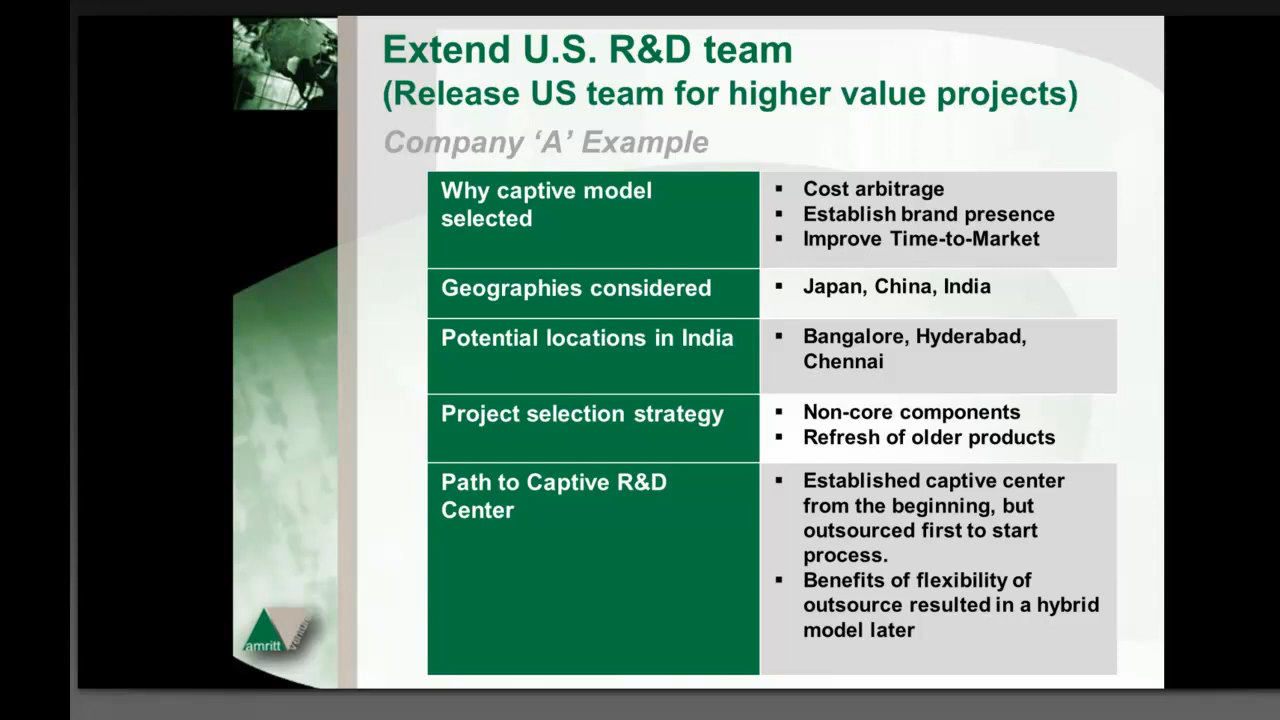 Extend U.S. R&D team
(Release US team for higher value projects)
Company ‘A’ Example
Why captive model
selected
▪ Cost arbitrage
▪ Establish brand presence
▪ Improve Time-to-Market
Geographies considered
▪ Japan, China, India
Potential locations in India
▪ Bangalore, Hyderabad,
Chennai
Project selection strategy
▪ Non-core components
▪ Refresh of older products
Path to Captive R&D
Center
▪ Established captive center
from the beginning, but
outsourced first to start
process.
▪ Benefits of flexibility of
outsource resulted in a hybrid
model later
amritt